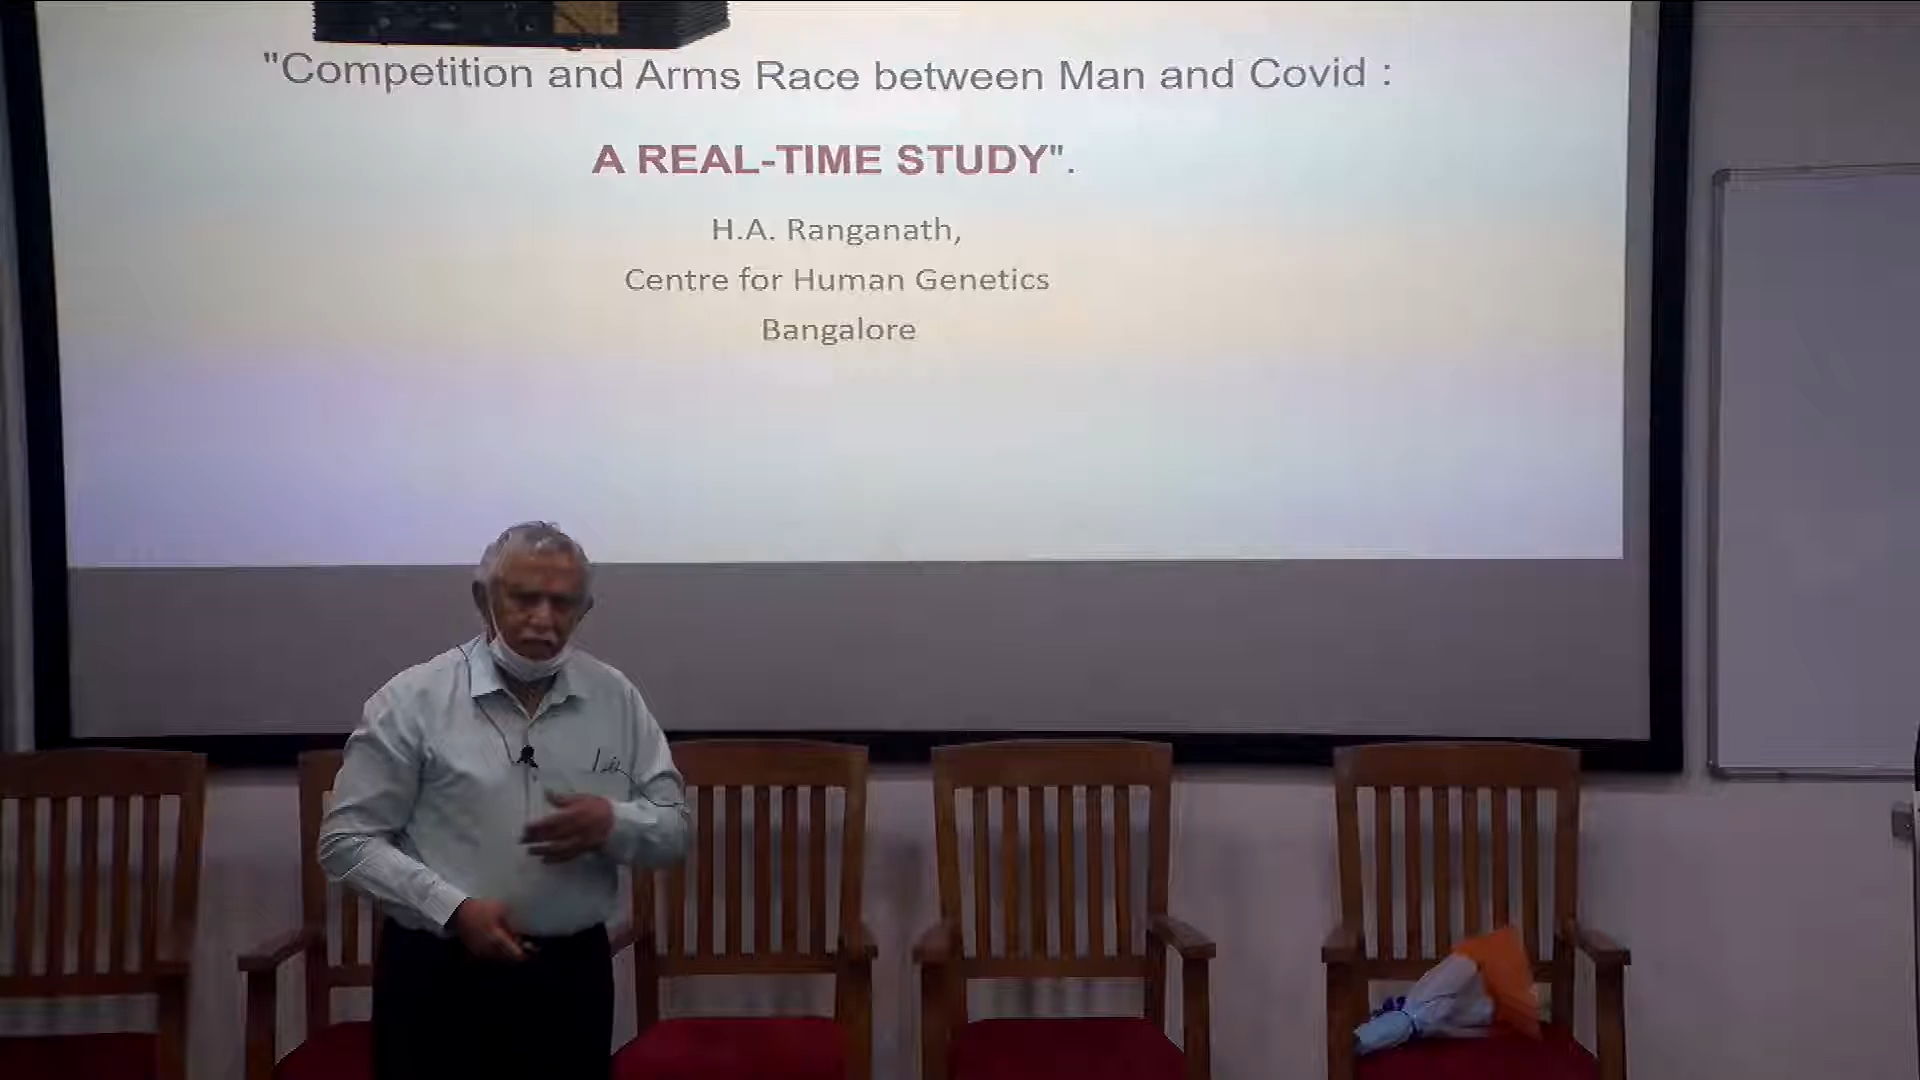 "Competition and Arms Race between Man and Covid :
A REAL-TIME STUDY".
H.A. Ranganath,
Centre for Human Genetics
Bangalore